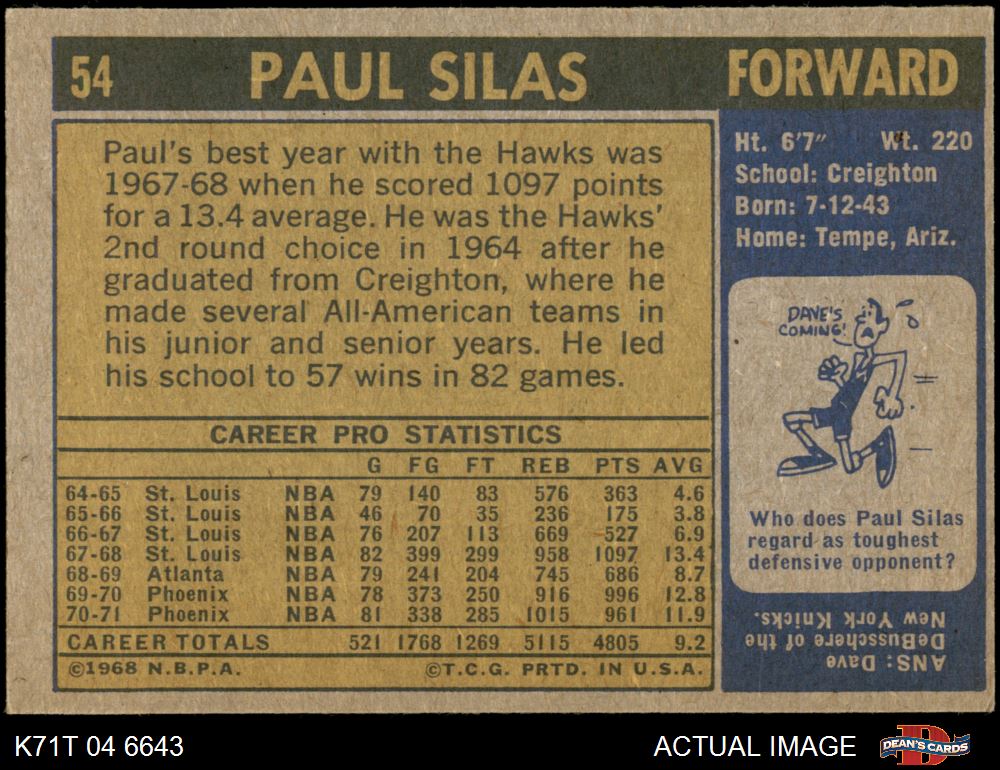 54 PAUL SILAS FORWARD
Paul's best year with the Hawks was
1967-68 when he scored 1097 points
for a 13.4 average. He was the Hawks'
2nd round choice in 1964 after he
graduated from Creighton, where he
made several All-American teams in
his junior and senior years. He led
his school to 57 wins in 82 games.
CAREER PRO STATISTICS
G FG FT REB PTS AVG
64-65 St. Louis NBA 79 140 83 576 363 4.6
65-66 St. Louis NBA 46 70 35 236 175 3.8
66-67 St. Louis NBA 76 207 113 669 527 6.9
67-68 St. Louis NBA 82 399 299 958 1097 13.4
68-69 Atlanta NBA 79 241 204 745 686 8.7
69-70 Phoenix NBA 78 373 250 916 996 12.8
70-71 Phoenix NBA 81 338 285 1015 961 11.9
CAREER TOTALS 521 1768 1269 5115 4805 9.2
©1968 N.B.P.A. ©T.C.G. PRTD. IN U.S.A.
Ht. 6'7" Wt. 220
School: Creighton
Born: 7-12-43
Home: Tempe, Ariz.
DAVE'S
COMING!
Who does Paul Silas
regard as toughest
defensive opponent?
ANS: Dave
DeBusschere of the
New York Knicks.
K71T 04 6643 ACTUAL IMAGE DEAN'S CARDS